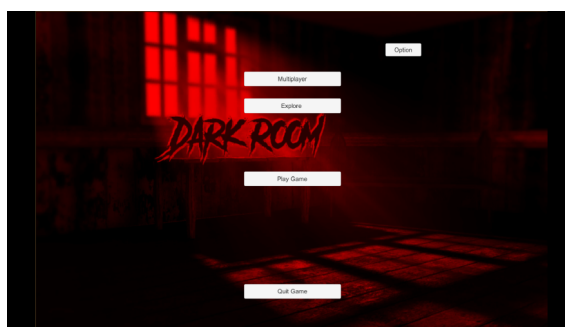 Option
Multiplayer
Explore
DARK ROOM
Play Game
Quit Game